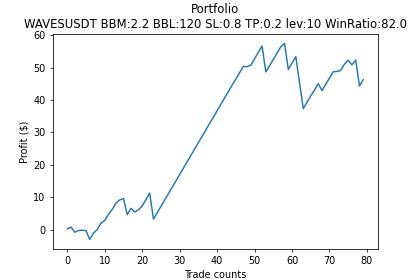 Portfolio
WAVESUSDT BBM:2.2 BBL:120 SL:0.8 TP:0.2 lev:10 WinRatio:82.0
60
50
40
30
20
10
0
Profit ($)
0 10 20 30 40 50 60 70 80
Trade counts